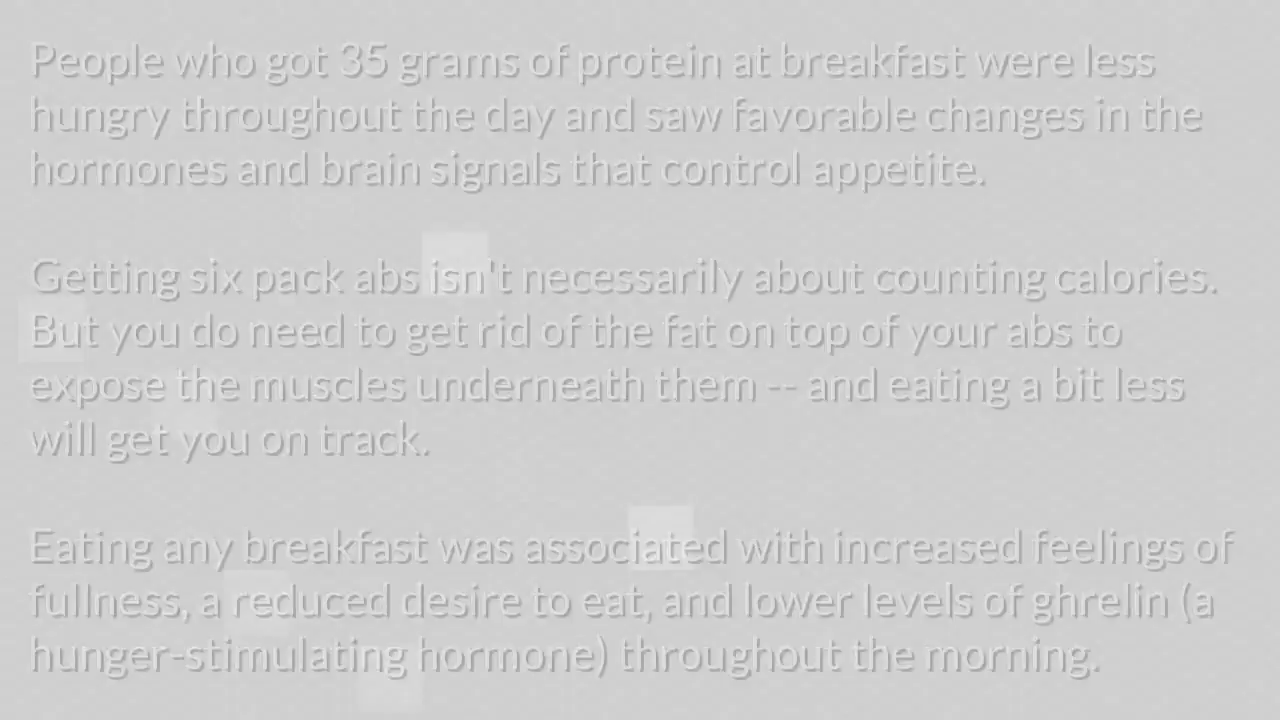 People who got 35 grams of protein at breakfast were less
hungry throughout the day and saw favorable changes in the
hormones and brain signals that control appetite.
Getting six pack abs isn't necessarily about counting calories.
But you do need to get rid of the fat on top of your abs to
expose the muscles underneath them -- and eating a bit less
will get you on track.
Eating any breakfast was associated with increased feelings of
fullness, a reduced desire to eat, and lower levels of ghrelin (a
hunger-stimulating hormone) throughout the morning.